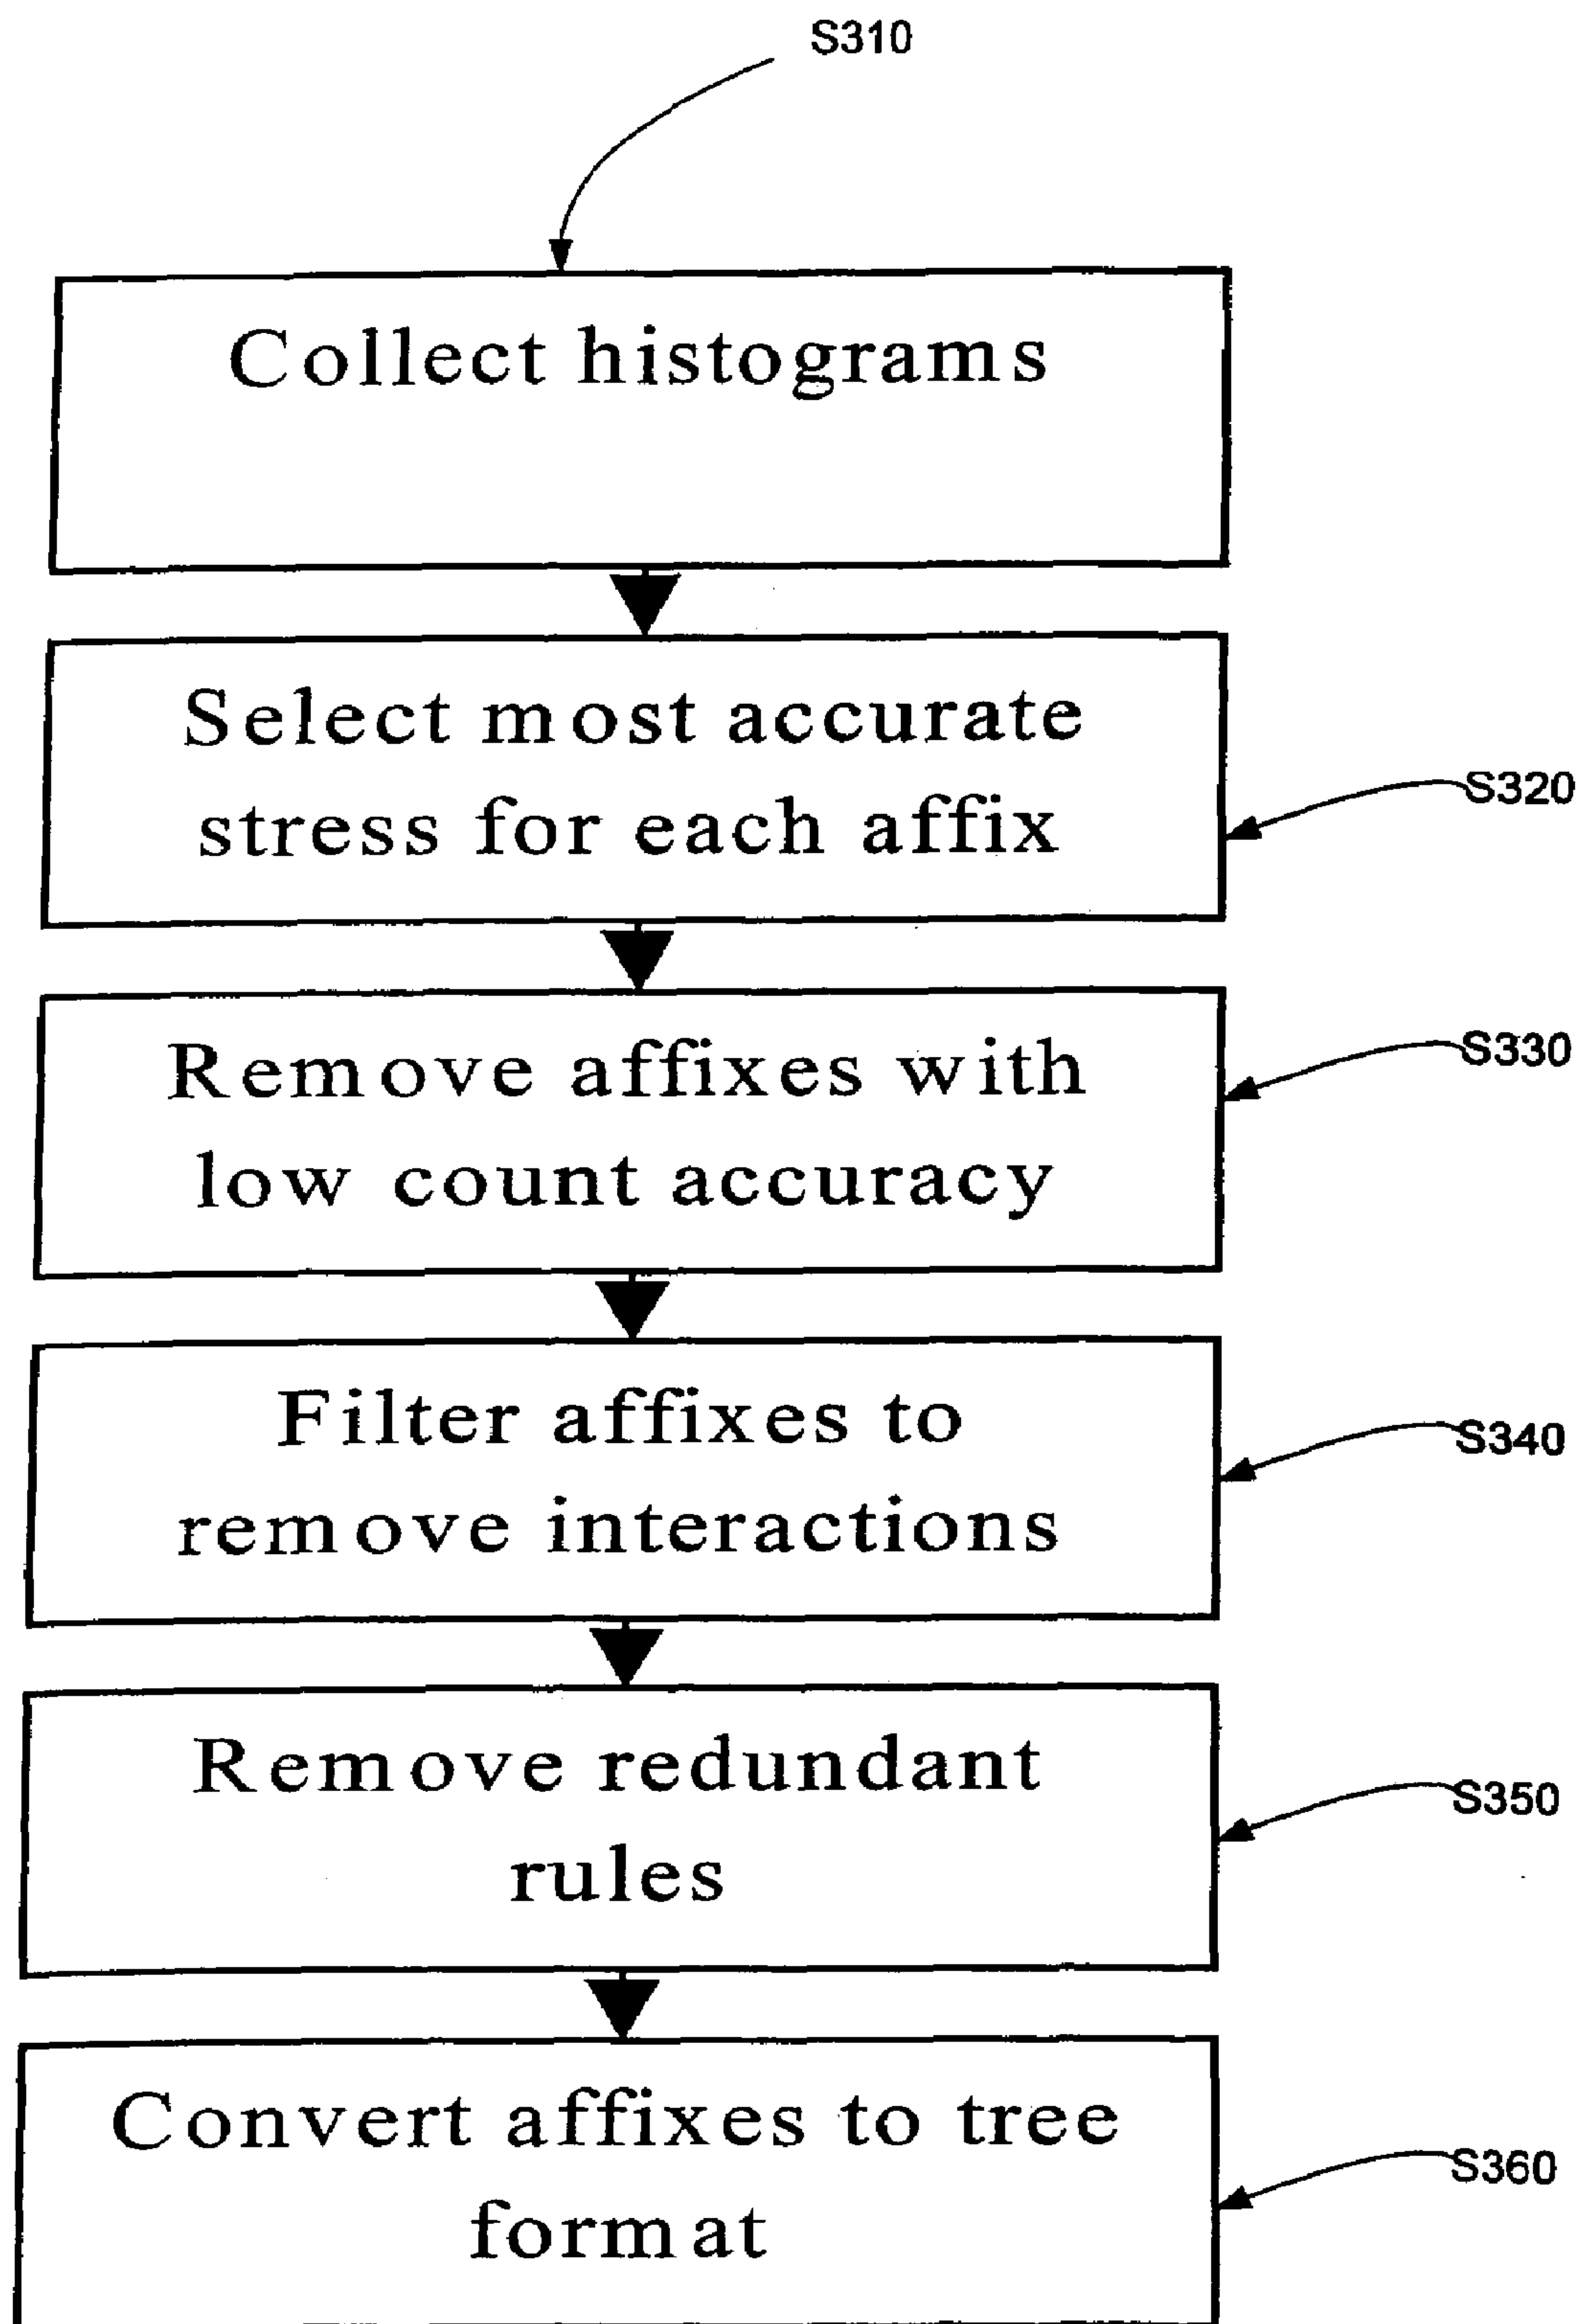 S310
Collect histograms
Select most accurate
stress for each affix
S320
Remove affixes with
low count accuracy
S330
Filter affixes to
remove interactions
S340
Remove redundant
rules
S350
Convert affixes to tree
format
S360